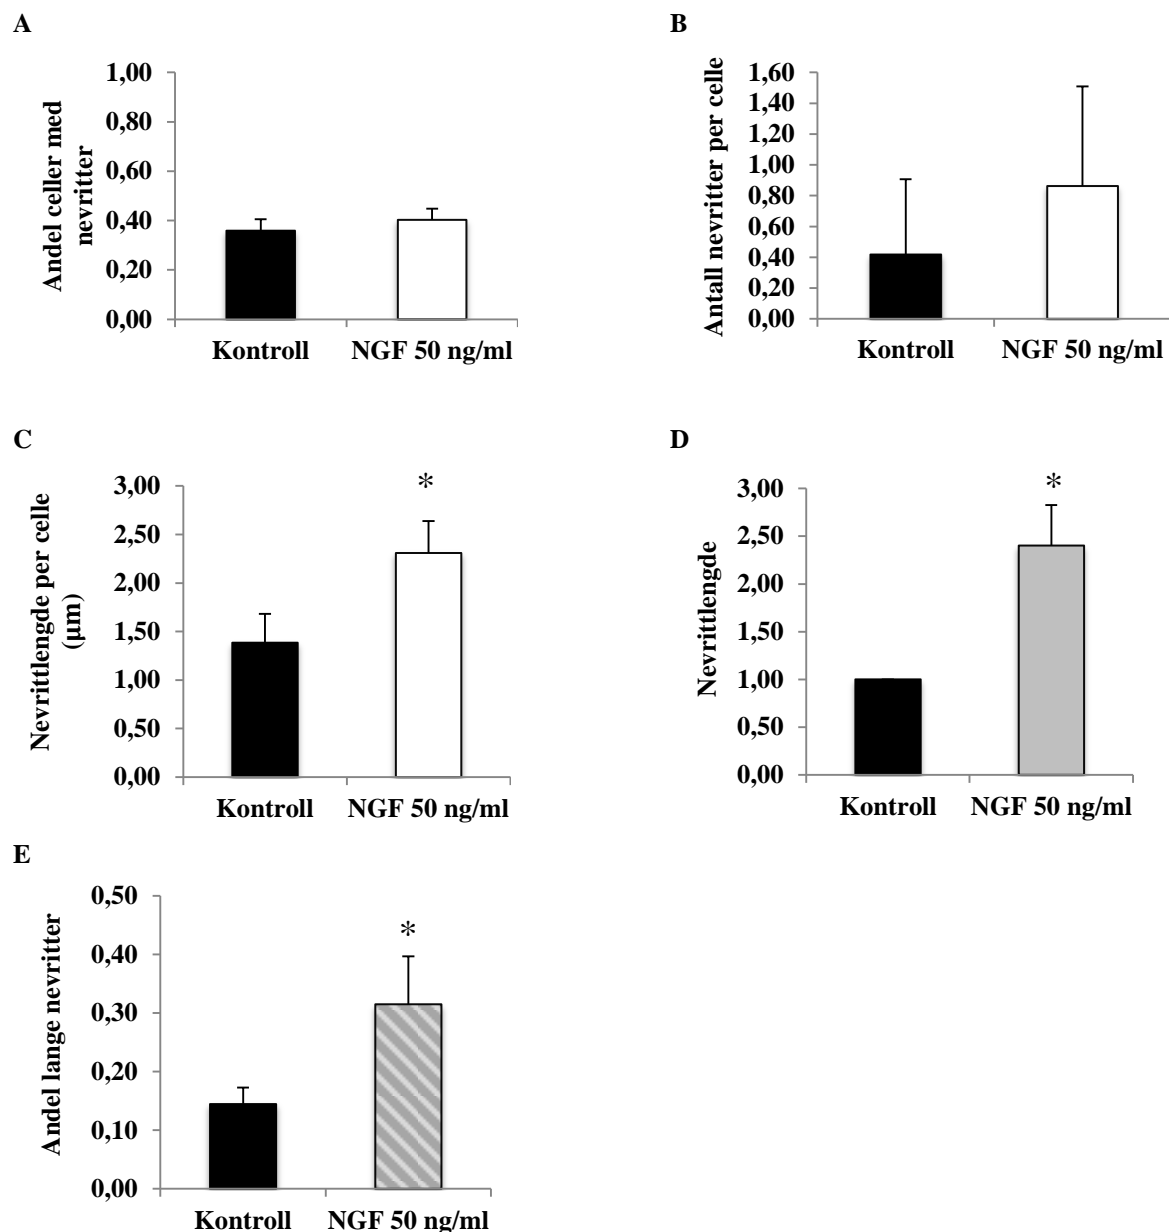 A
Andel celler med
nevritter
1,00
0,80
0,60
0,40
0,20
0,00
Kontroll
NGF 50 ng/ml
B
Antall nevritter per celle
1,60
1,40
1,20
1,00
0,80
0,60
0,40
0,20
0,00
Kontroll
NGF 50 ng/ml
C
Nevrittlengde per celle
(µm)
3,00
2,50
2,00
1,50
1,00
0,50
0,00
*
Kontroll
NGF 50 ng/ml
D
Nevrittlengde
3,00
2,50
2,00
1,50
1,00
0,50
0,00
*
Kontroll
NGF 50 ng/ml
E
Andel lange nevritter
0,50
0,40
0,30
0,20
0,10
0,00
*
Kontroll
NGF 50 ng/ml